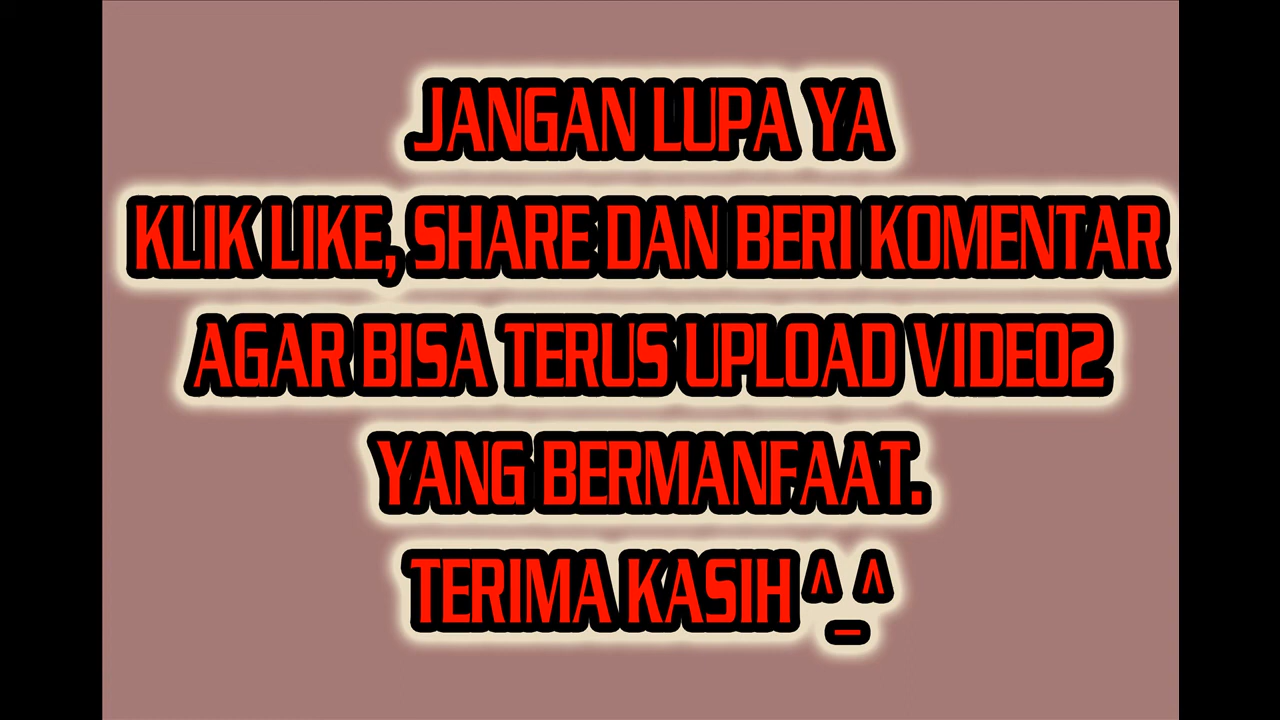 JANGAN LUPA YA
KLIK LIKE, SHARE DAN BERI KOMENTAR
AGAR BISA TERUS UPLOAD VIDEO2
YANG BERMANFAAT.
TERIMA KASIH ^_^